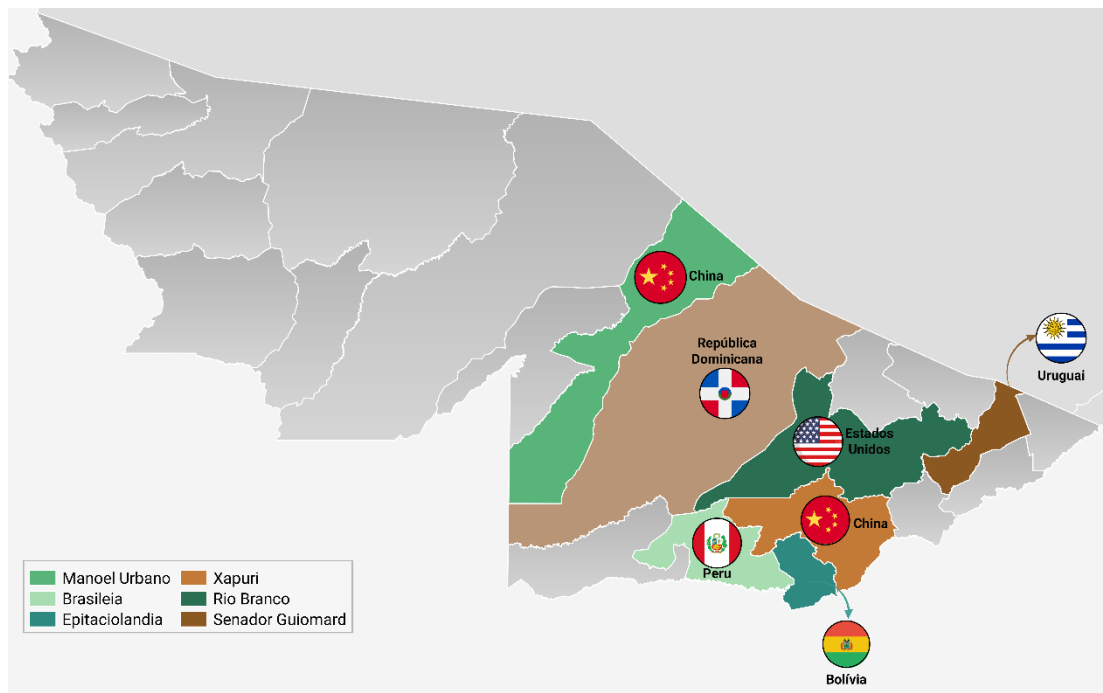 China
República
Dominicana
Uruguai
Estados
Unidos
China
Peru
Bolívia
Manoel Urbano
Xapuri
Brasileia
Rio Branco
Epitaciolandia
Senador Guiomard